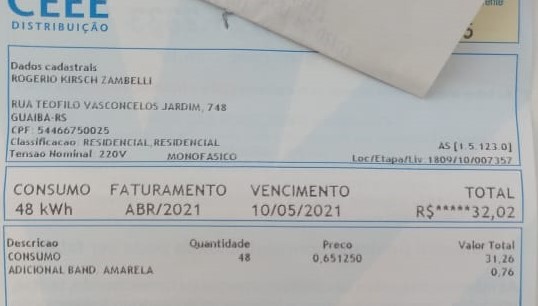 CEEE
DISTRIBUIÇÃO
Dados cadastrais
ROGERIO KIRSCH ZAMBELLI
RUA TEOFILO VASCONCELOS JARDIM, 748
GUAIBA-RS
CPF: 54466750025
Classificacao: RESIDENCIAL,RESIDENCIAL
AS [1.5.123.0]
Tensao Nominal 220V MONOFASICO
Loc/Etapa/Liv 1809/10/007357
CONSUMO FATURAMENTO VENCIMENTO TOTAL
48 kWh ABR/2021 10/05/2021 R$*****32,02
Descricao Quantidade Preco Valor Total
CONSUMO 48 0,651250 31,26
ADICIONAL BAND. AMARELA 0,76